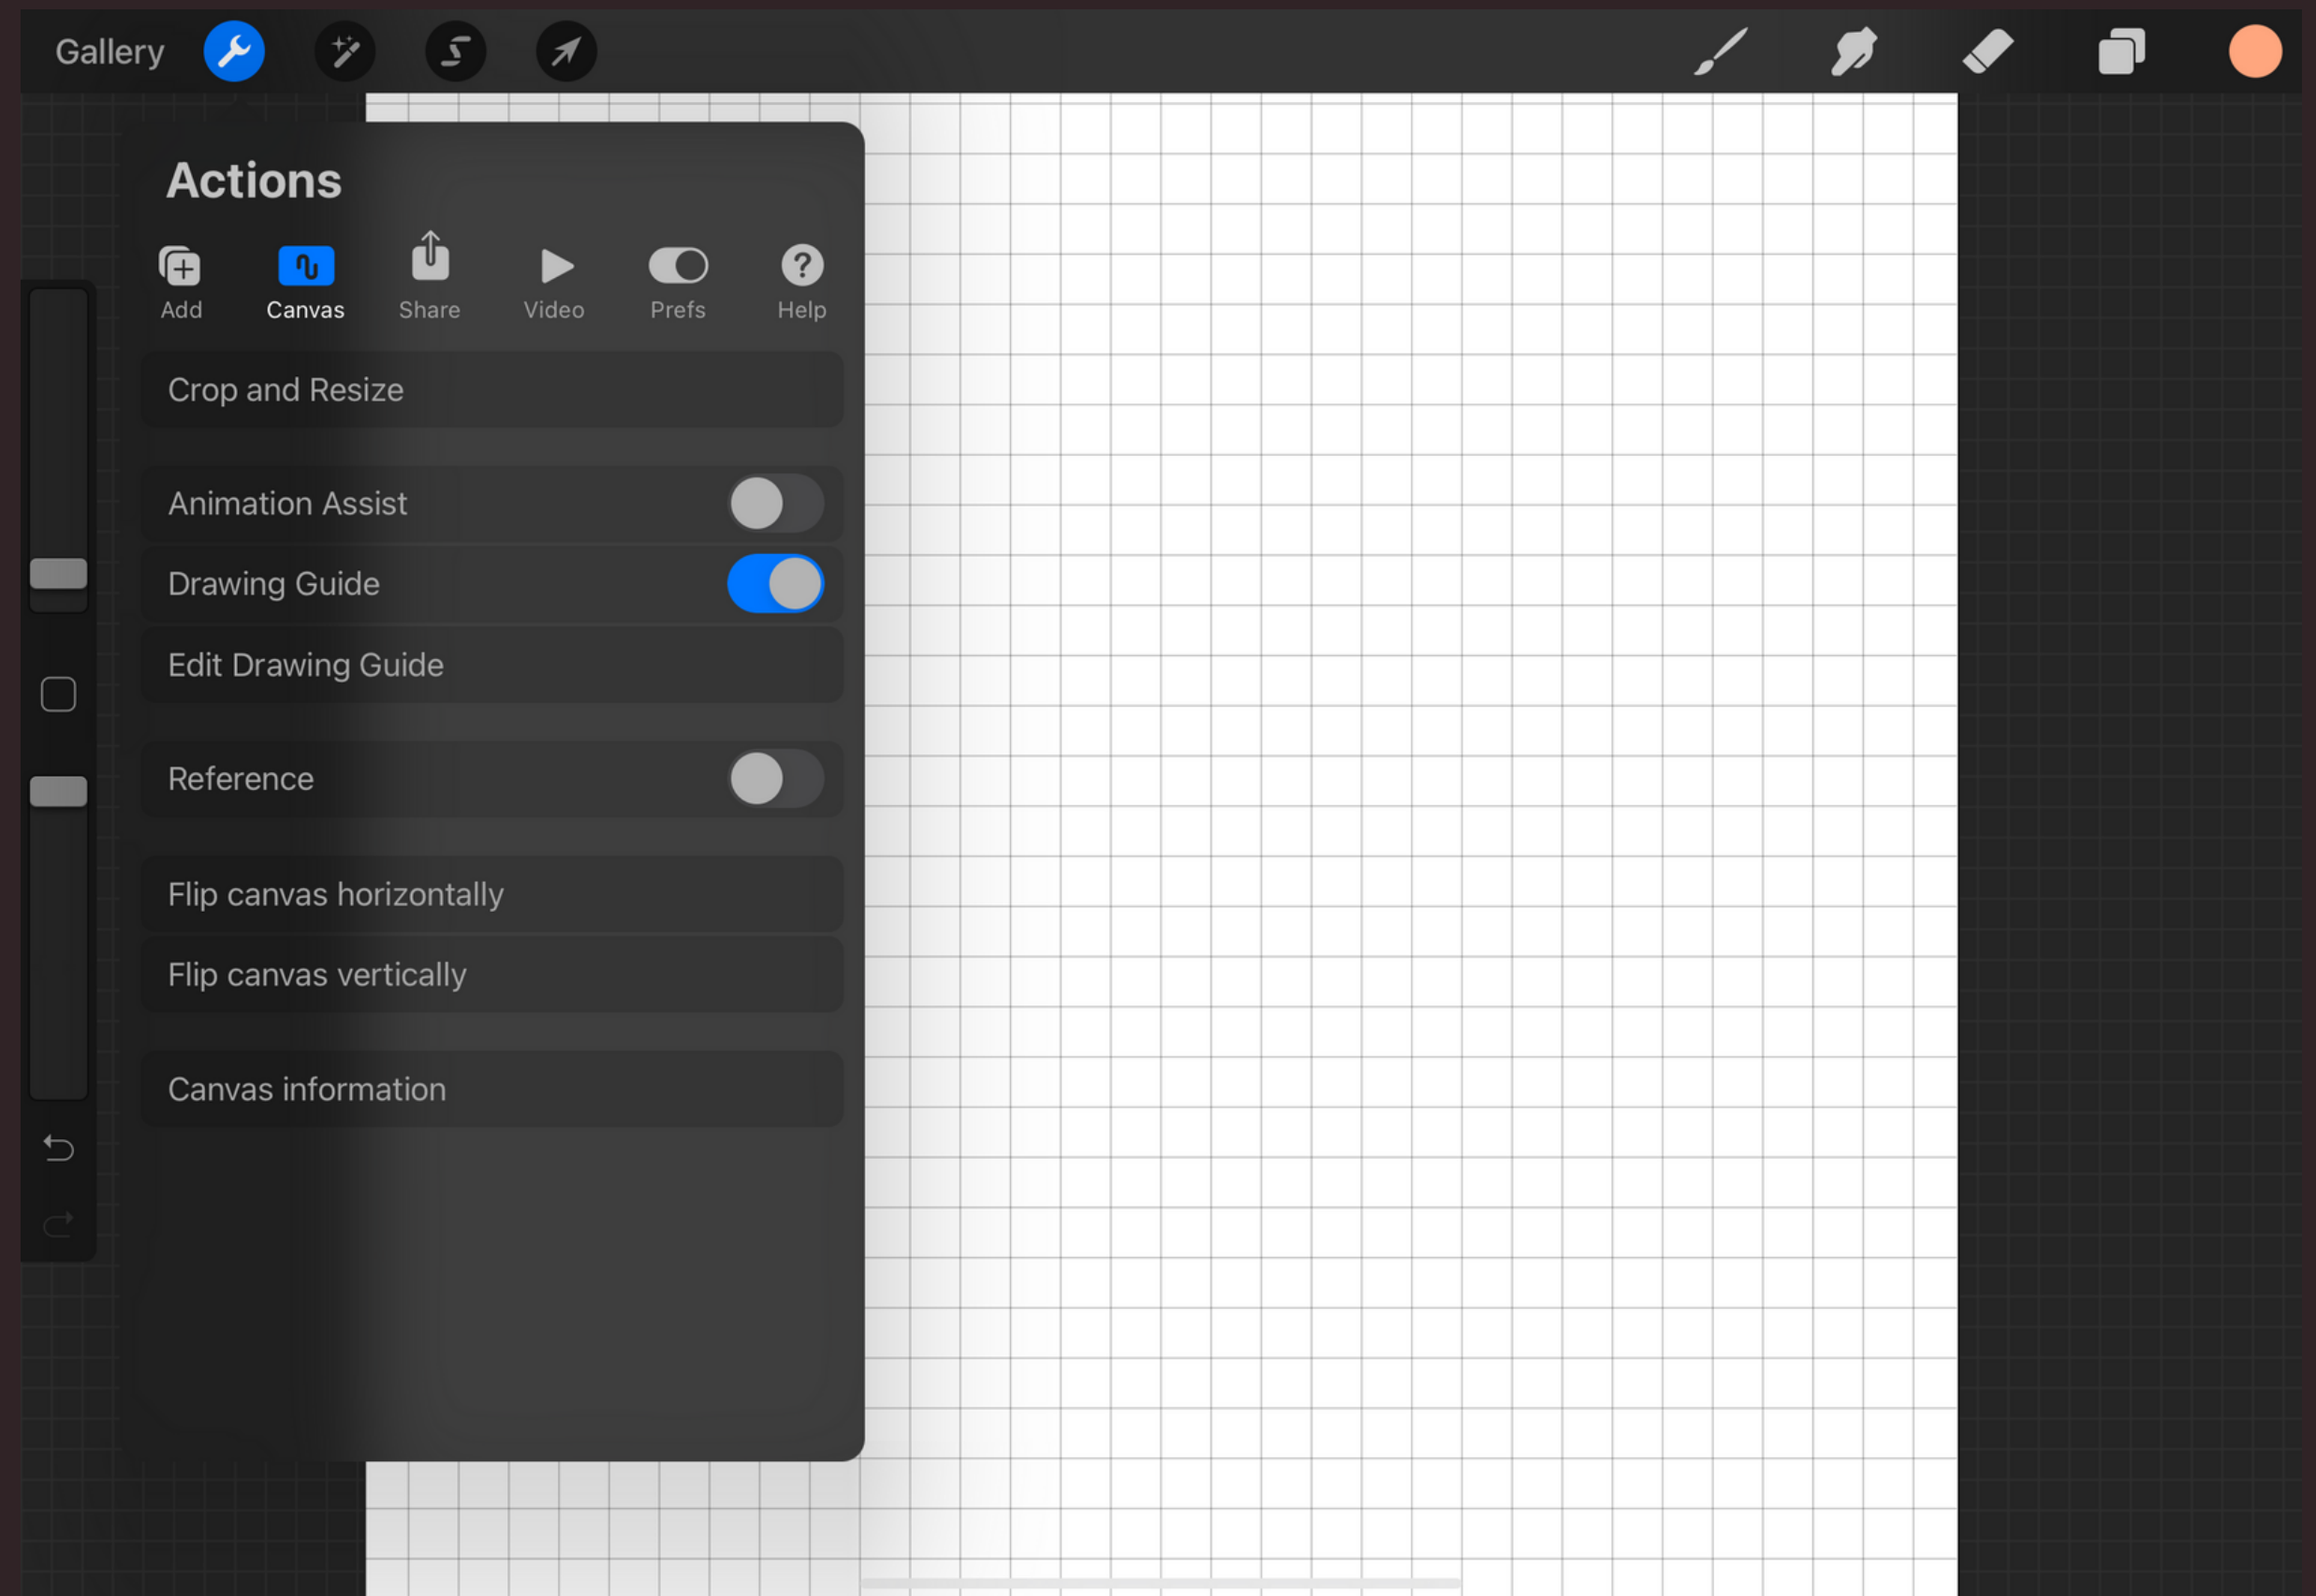 Gallery
Actions
Add Canvas Share Video Prefs Help
Crop and Resize
Animation Assist
Drawing Guide
Edit Drawing Guide
Reference
Flip canvas horizontally
Flip canvas vertically
Canvas information